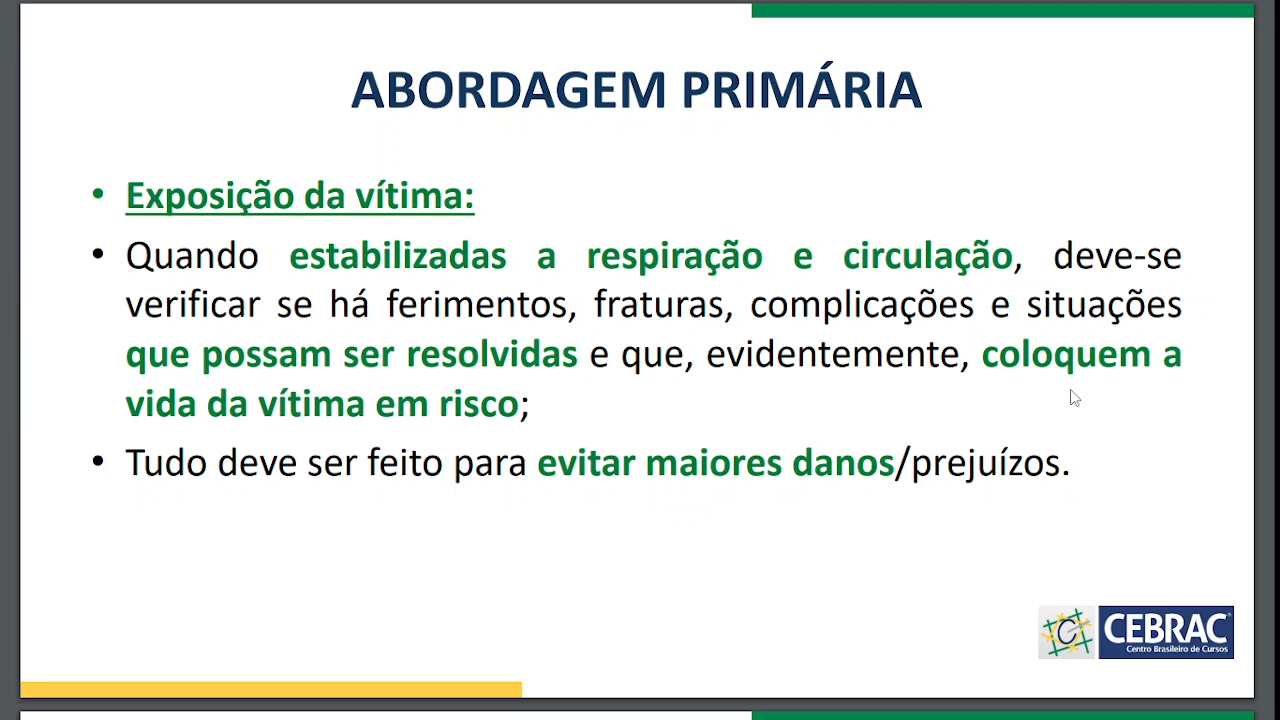 ABORDAGEM PRIMÁRIA
• Exposição da vítima:
• Quando estabilizadas a respiração e circulação, deve-se
verificar se há ferimentos, fraturas, complicações e situações
que possam ser resolvidas e que, evidentemente, coloquem a
vida da vítima em risco;
• Tudo deve ser feito para evitar maiores danos/prejuízos.
C CEBRAC
Centro Brasileiro de Cursos